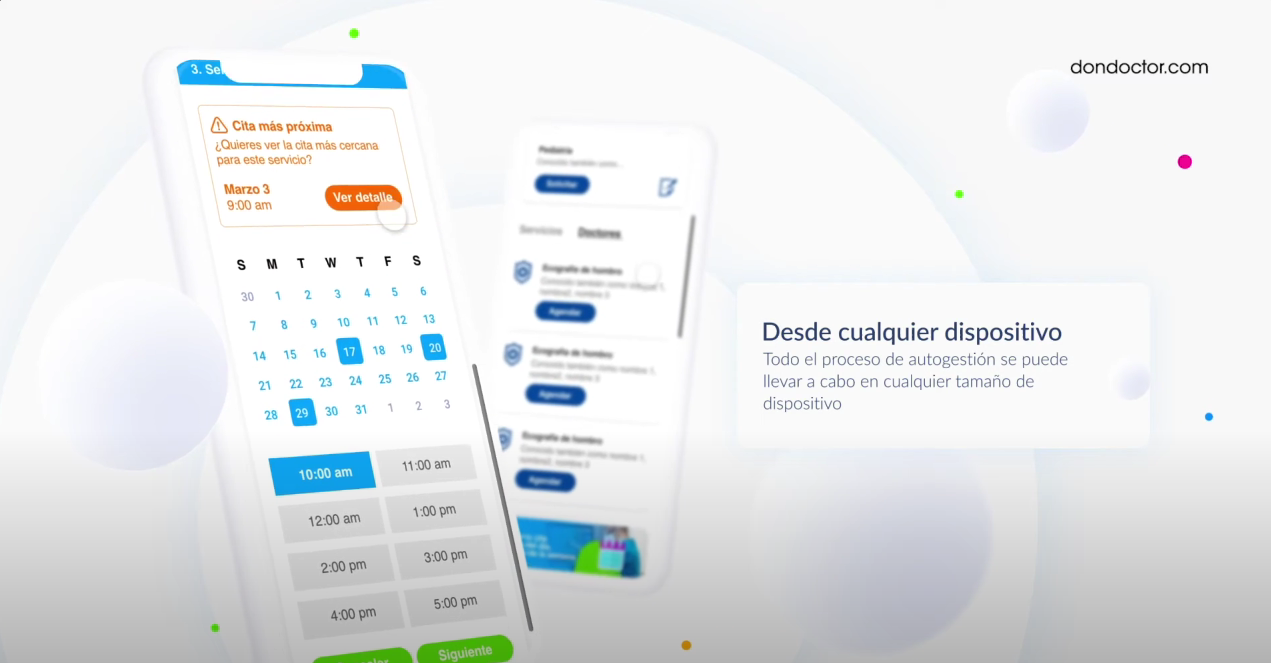 dondoctor.com
3. Se
Cita más próxima
¿Quieres ver la cita más cercana
para este servicio?
Marzo 3
9:00 am
Ver detalle
S M T W T F S
30 1 2 3 4 5 6
7 8 9 10 11 12 13
14 15 16 17 18 19 20
21 22 23 24 25 26 27
28 29 30 31 1 2 3
10:00 am 11:00 am
12:00 am 1:00 pm
2:00 pm 3:00 pm
4:00 pm 5:00 pm
Siguiente
Pediatría
Solicitar
Servicios Doctores
Ecografía de hombro
Agendar
Ecografía de hombro
Agendar
Ecografía de hombro
Agendar
Desde cualquier dispositivo
Todo el proceso de autogestión se puede
llevar a cabo en cualquier tamaño de
dispositivo